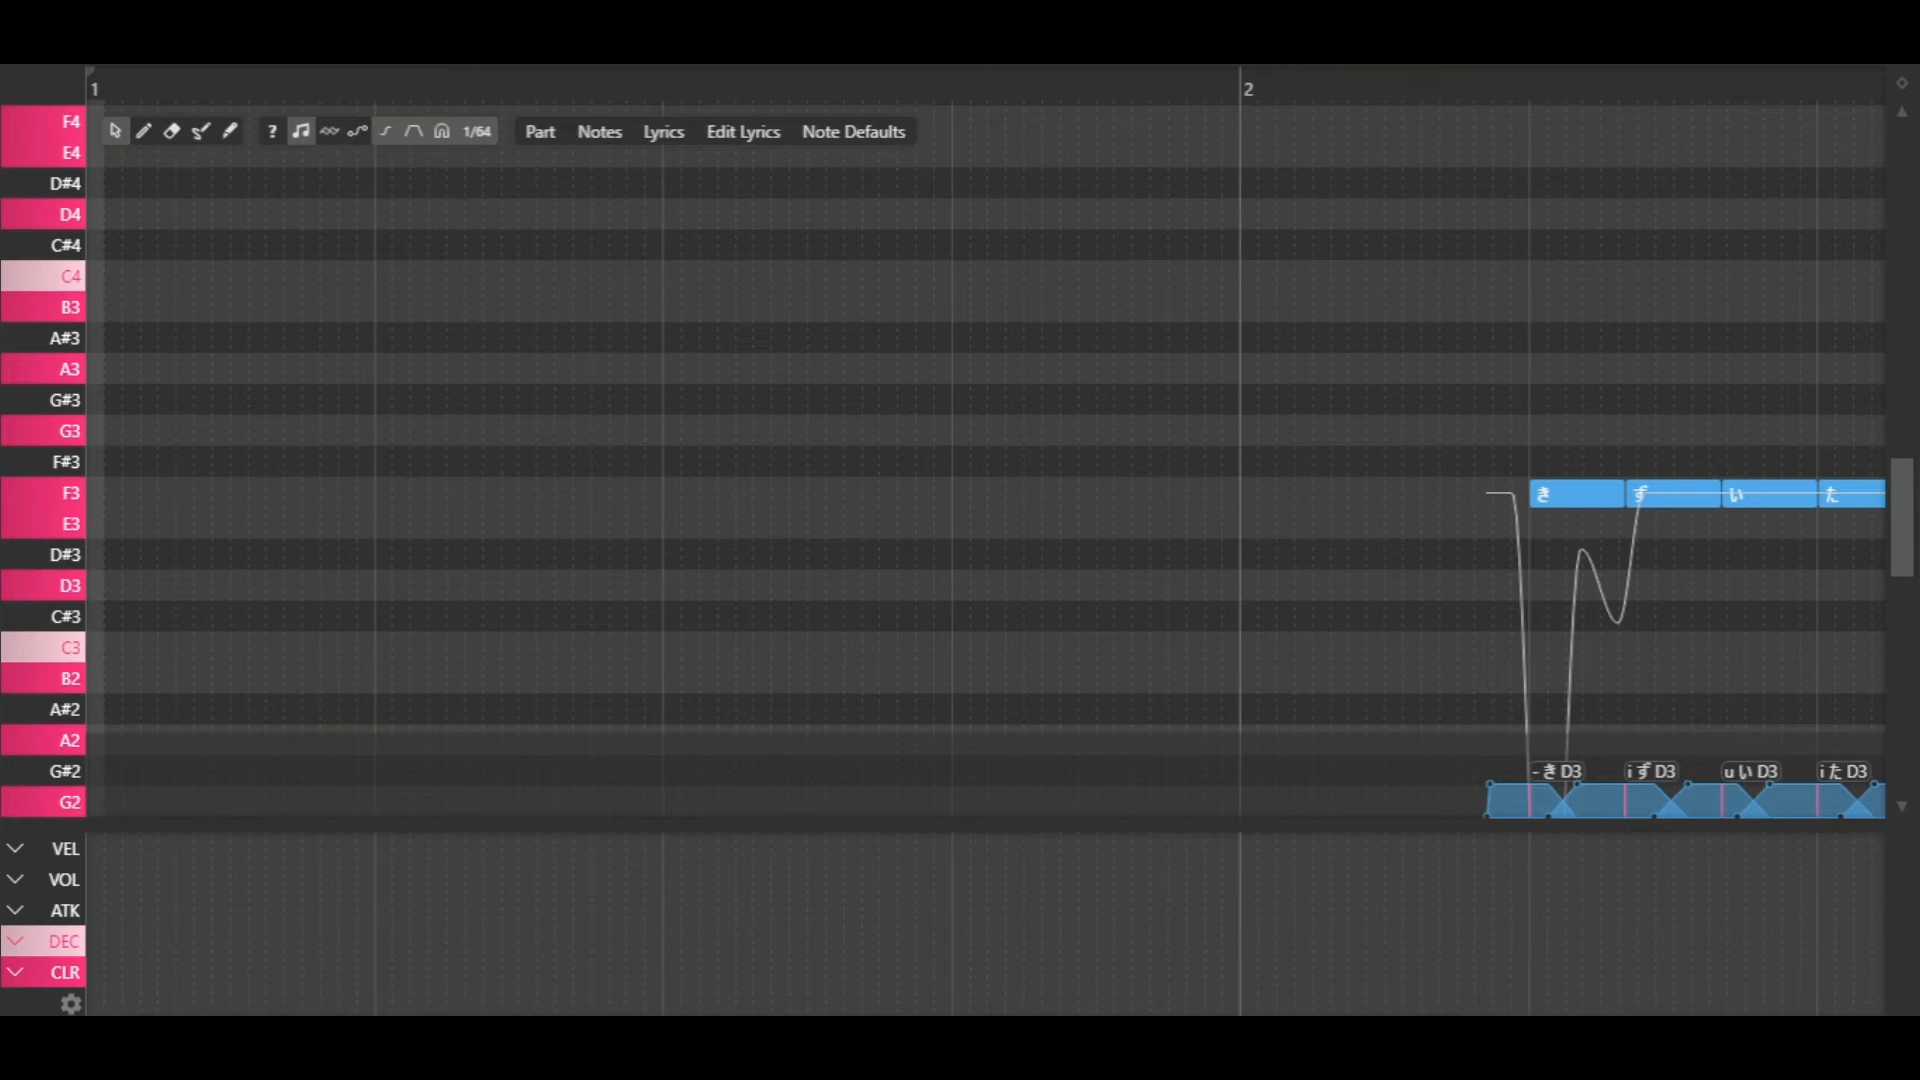 1 2
F4 ? 1/64 Part Notes Lyrics Edit Lyrics Note Defaults
E4
D#4
D4
C#4
C4
B3
A#3
A3
G#3
G3
F#3
F3 き ず い た
E3
D#3
D3
C#3
C3
B2
A#2
A2
G#2 - き D3 i ず D3 u い D3 i た D3
G2
VEL
VOL
ATK
DEC
CLR